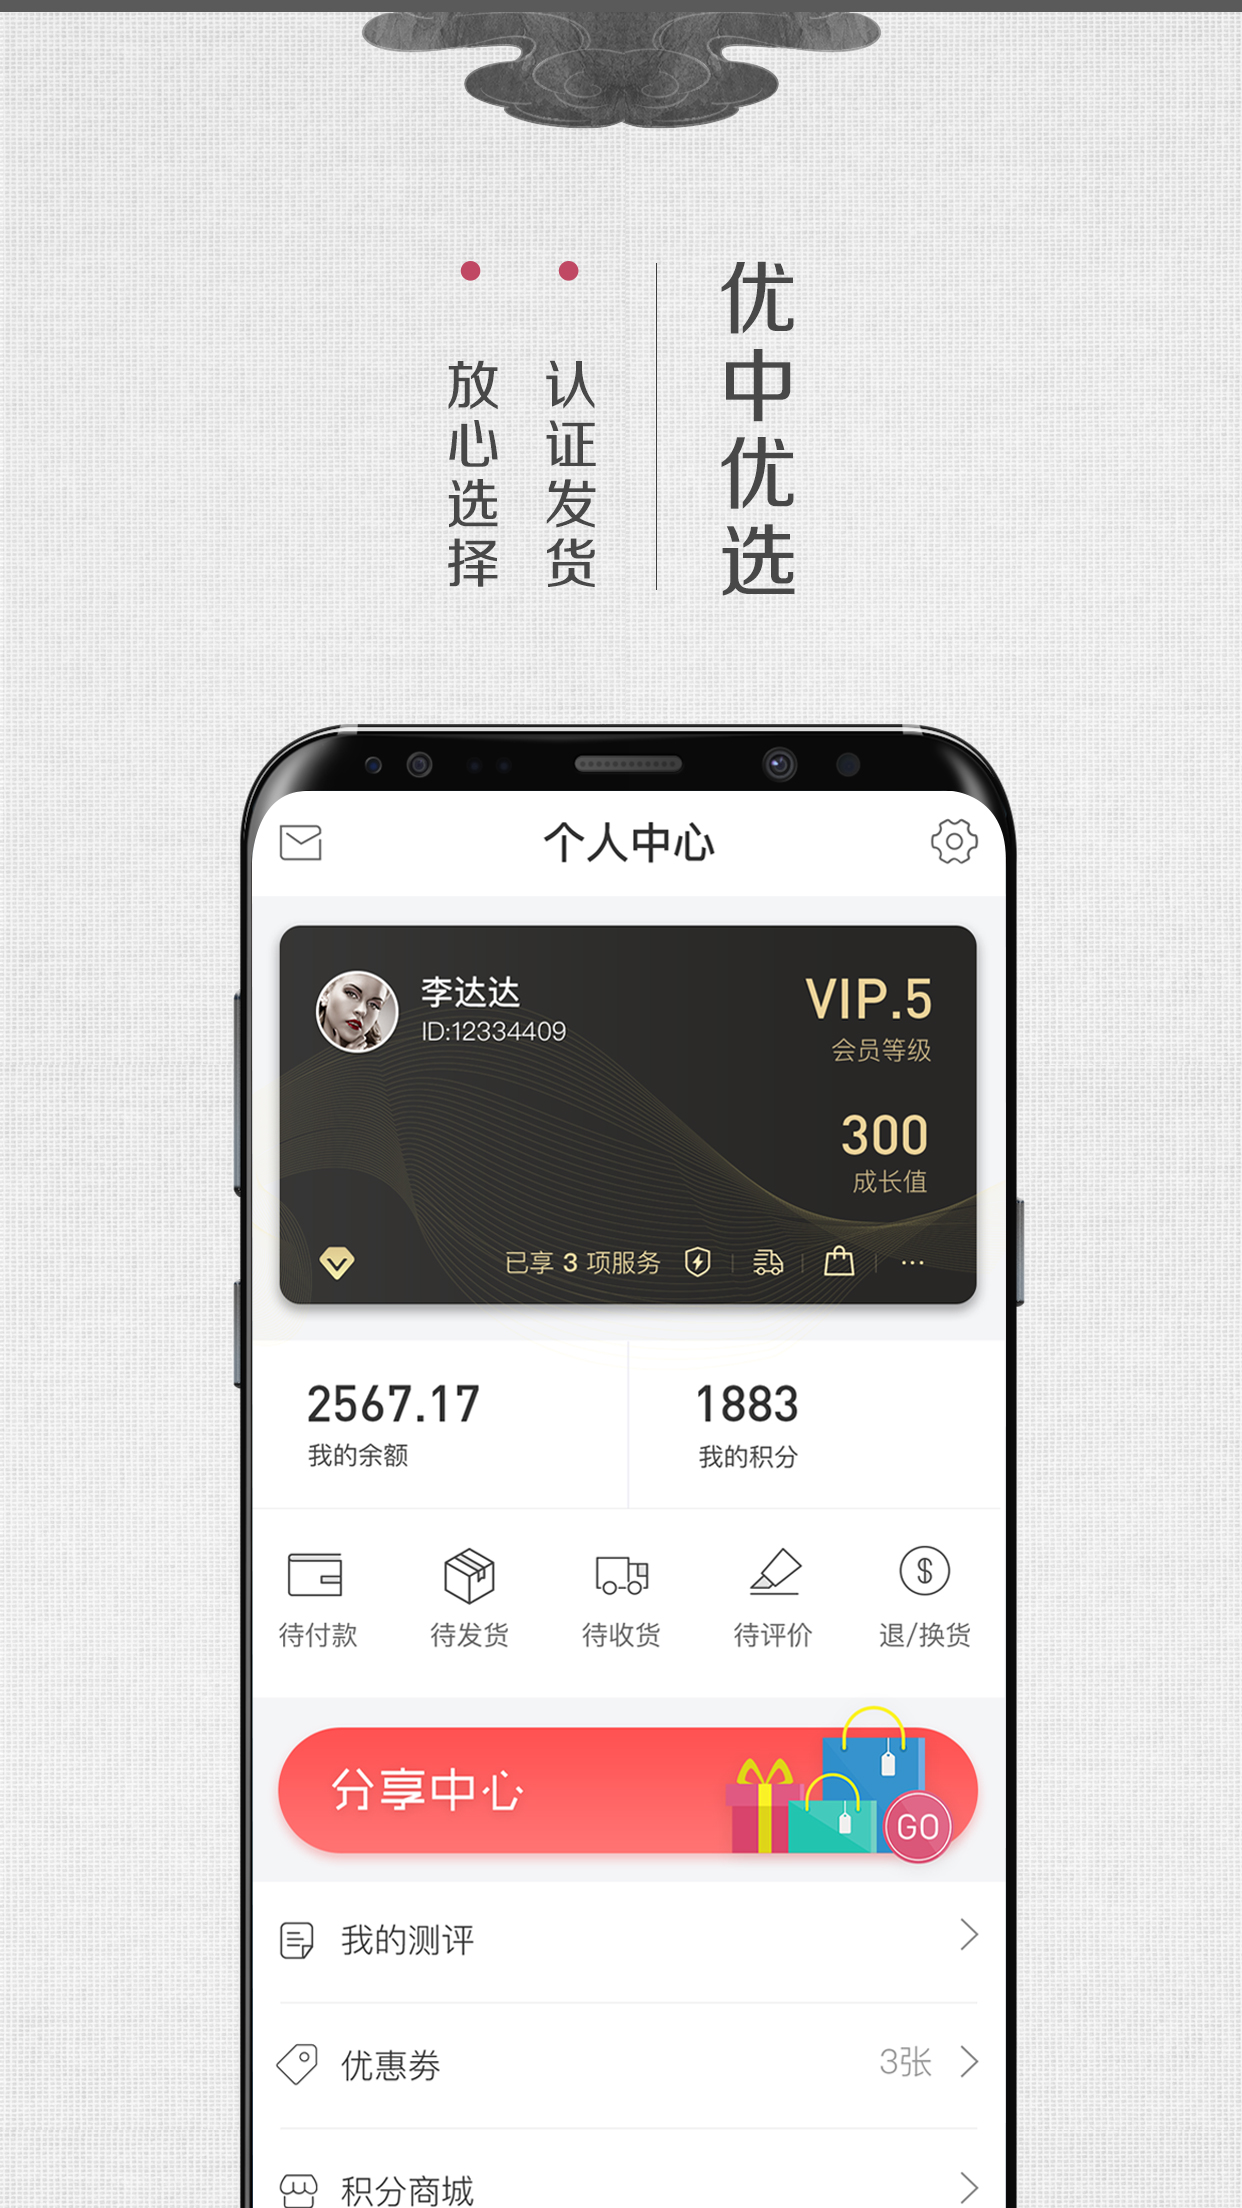 优中优选
认证发货
放心选择
个人中心
李达达
ID:12334409
VIP.5
会员等级
300
成长值
已享 3 项服务
...
2567.17
我的余额
1883
我的积分
待付款
待发货
待收货
待评价
退/换货
分享中心
GO
我的测评
优惠券
3张
积分商城